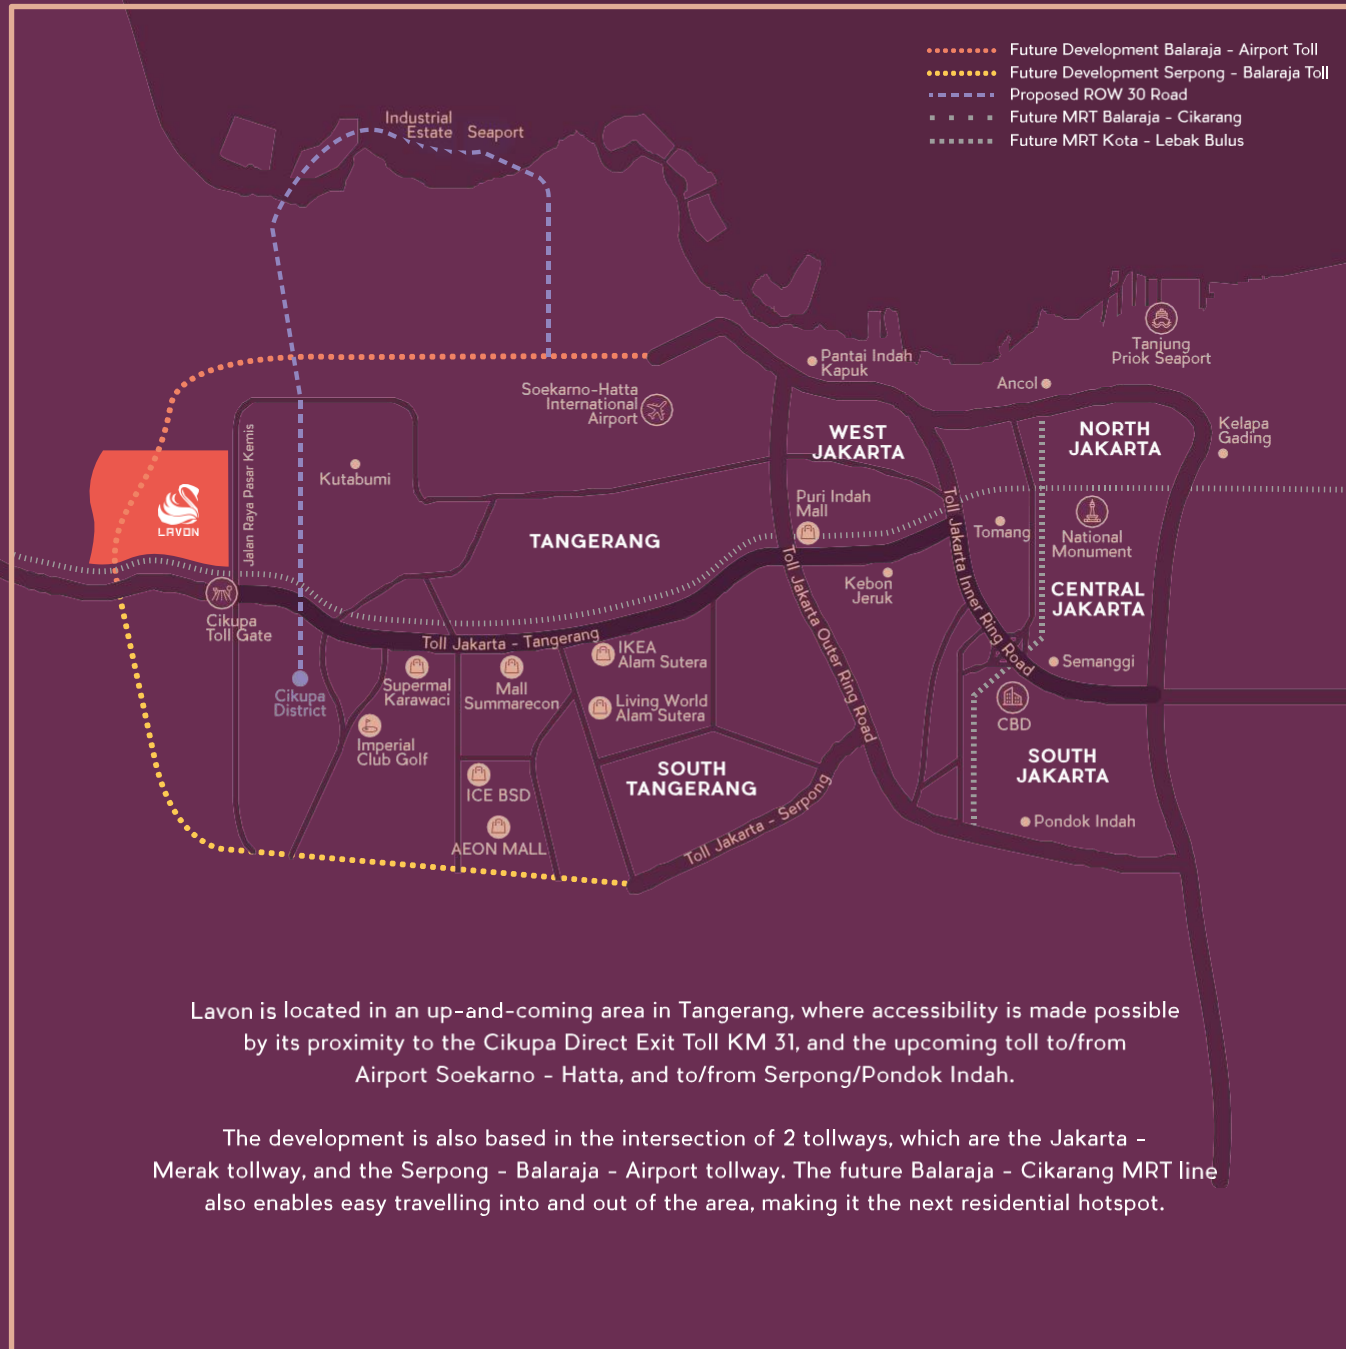 Future Development Balaraja - Airport Toll
Future Development Serpong - Balaraja Toll
Proposed ROW 30 Road
Future MRT Balaraja - Cikarang
Future MRT Kota - Lebak Bulus
Industrial
Estate
Seaport
Tanjung
Priok Seaport
Pantai Indah
Kapuk
Ancol
Soekarno-Hatta
International
Airport
WEST
JAKARTA
NORTH
JAKARTA
Kelapa
Gading
Jalan Raya Pasar Kemis
Kutabumi
LAVON
Puri Indah
Mall
TANGERANG
Toll Jakarta Inner Ring Road
Tomang
National
Monument
Kebon
Jeruk
CENTRAL
JAKARTA
Cikupa
Toll Gate
Toll Jakarta - Tangerang
Toll Jakarta Outer Ring Road
IKEA
Alam Sutera
Semanggi
Cikupa
District
Supermal
Karawaci
Mall
Summarecon
Living World
Alam Sutera
CBD
Imperial
Club Golf
SOUTH
TANGERANG
SOUTH
JAKARTA
ICE BSD
Toll Jakarta - Serpong
Pondok Indah
AEON MALL
Lavon is located in an up-and-coming area in Tangerang, where accessibility is made possible
by its proximity to the Cikupa Direct Exit Toll KM 31, and the upcoming toll to/from
Airport Soekarno - Hatta, and to/from Serpong/Pondok Indah.
The development is also based in the intersection of 2 tollways, which are the Jakarta -
Merak tollway, and the Serpong - Balaraja - Airport tollway. The future Balaraja - Cikarang MRT line
also enables easy travelling into and out of the area, making it the next residential hotspot.